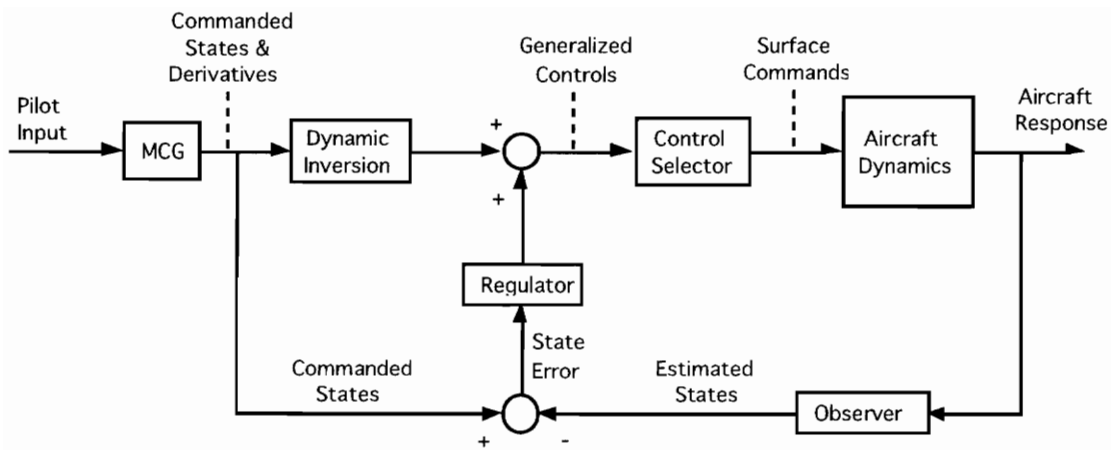 Commanded
States &
Derivatives
Generalized
Controls
Surface
Commands
Pilot
Input
Aircraft
Response
MCG
Dynamic
Inversion
+
+
Control
Selector
Aircraft
Dynamics
Regulator
State
Error
Commanded
States
Estimated
States
Observer
+
-